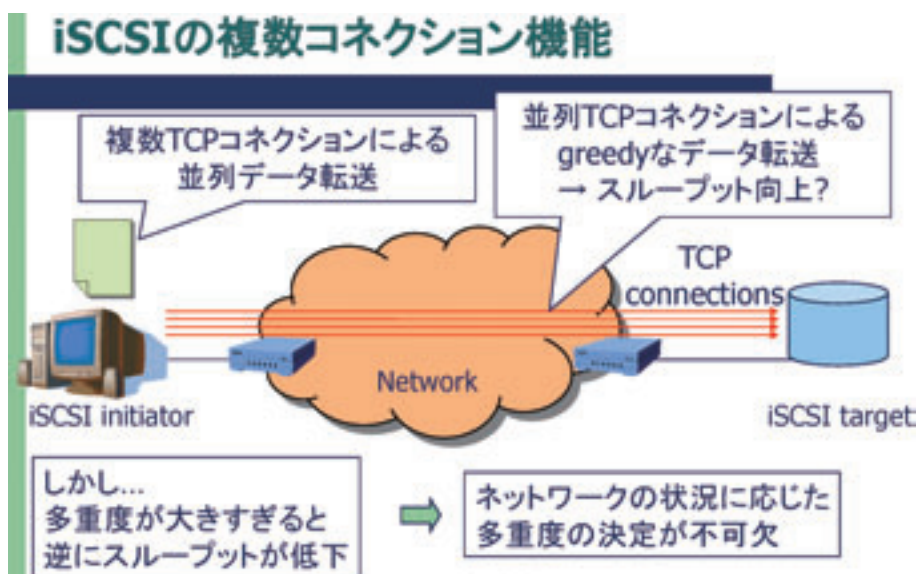 iSCSIの複数コネクション機能
複数TCPコネクションによる
並列データ転送
並列TCPコネクションによる
greedyなデータ転送
→ スループット向上?
TCP
connections
Network
iSCSI initiator
iSCSI target
しかし...
多重度が大きすぎると
逆にスループットが低下
ネットワークの状況に応じた
多重度の決定が不可欠